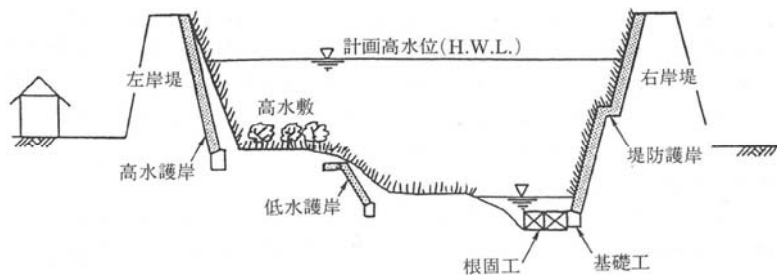 計画高水位(H.W.L.)
左岸堤
右岸堤
高水敷
堤防護岸
高水護岸
低水護岸
根固工
基礎工